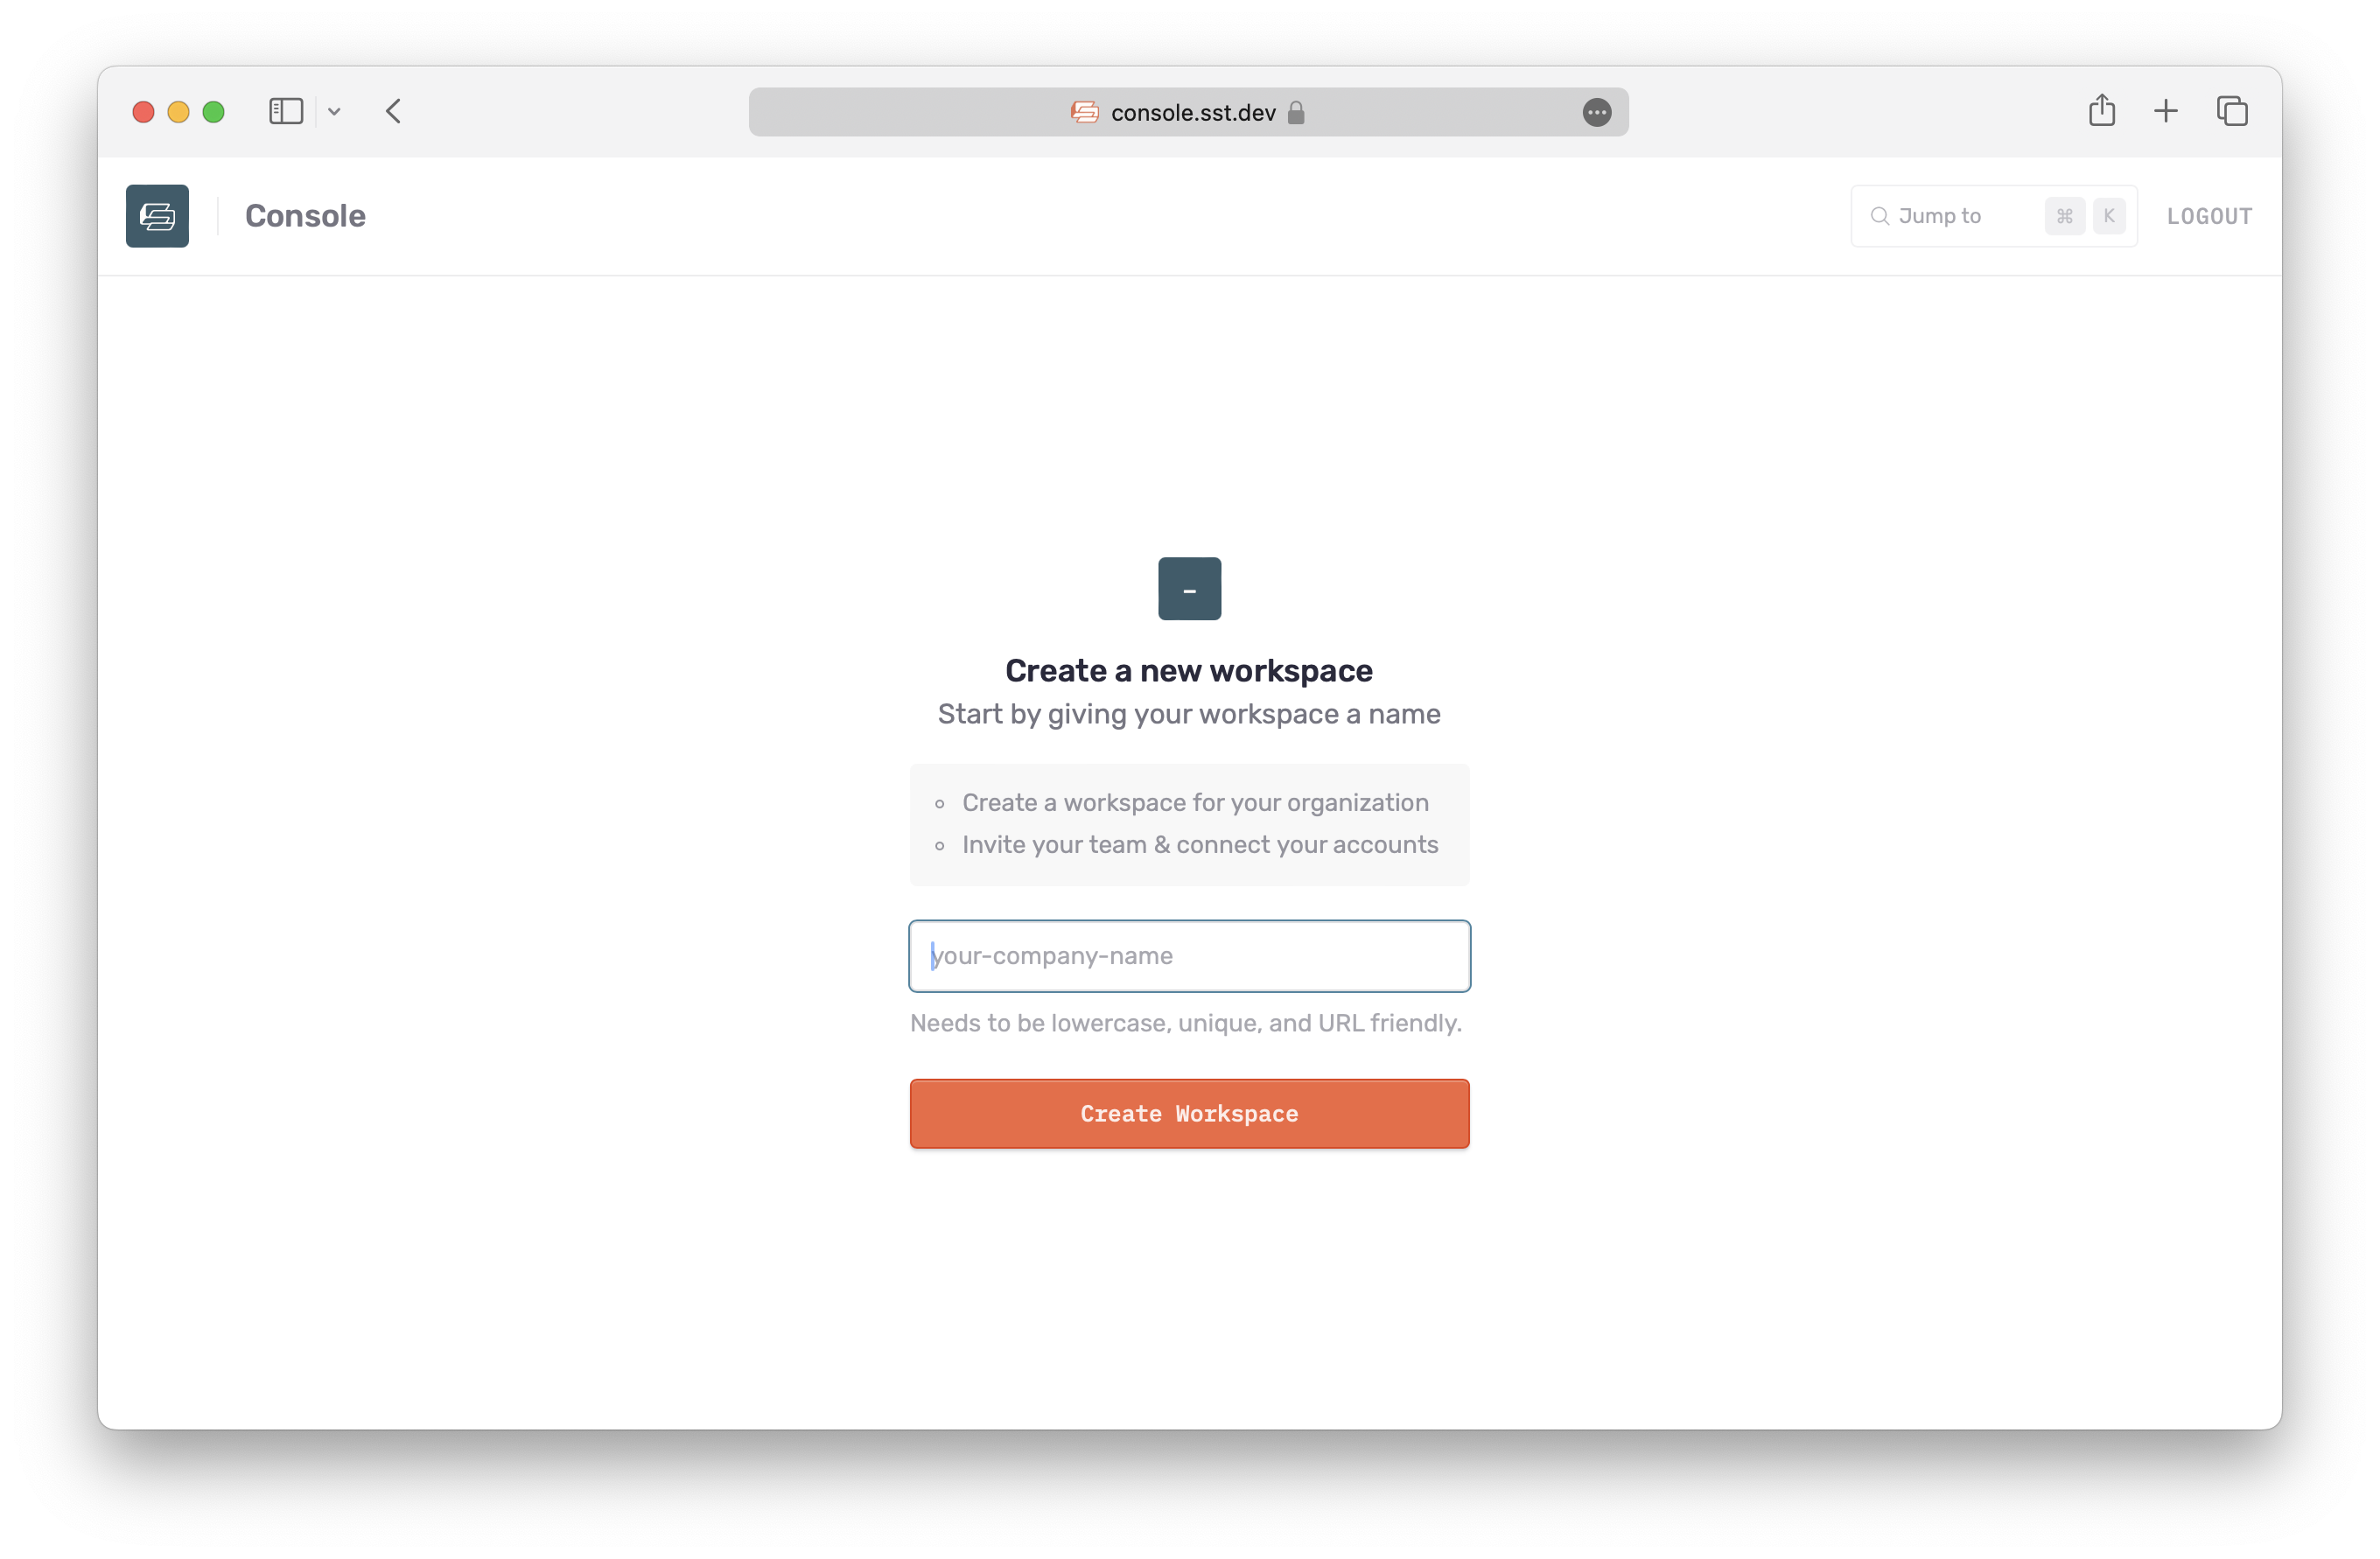 console.sst.dev
Console
Jump to ⌘ K LOGOUT
Create a new workspace
Start by giving your workspace a name
Create a workspace for your organization
Invite your team & connect your accounts
your-company-name
Needs to be lowercase, unique, and URL friendly.
Create Workspace